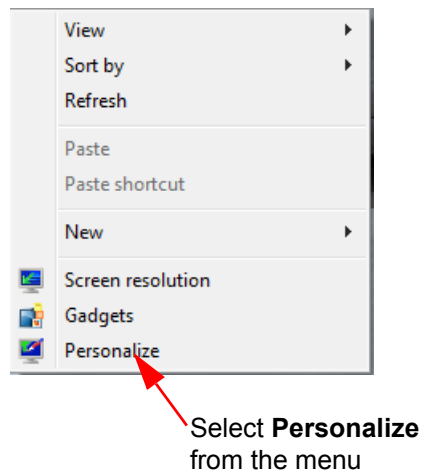 View
Sort by
Refresh
Paste
Paste shortcut
New
Screen resolution
Gadgets
Personalize
Select Personalize
from the menu